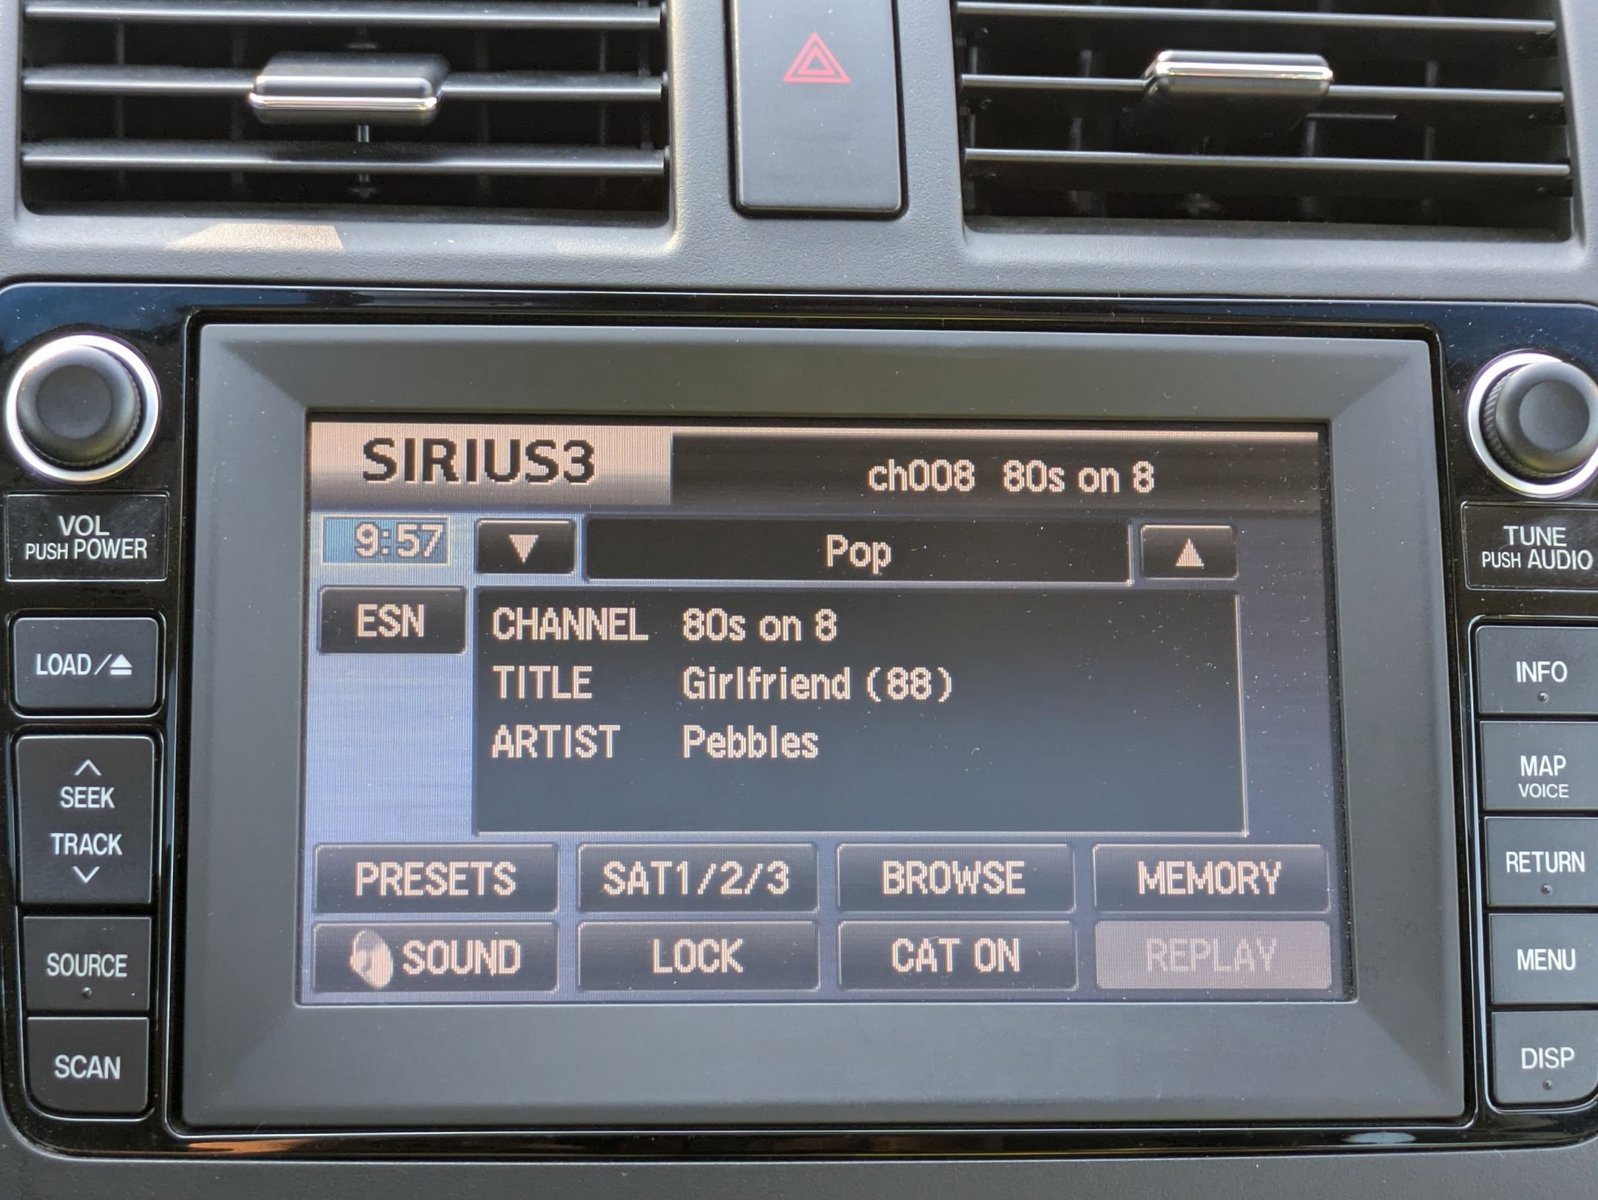 SIRIUS3
ch008 80s on 8
9:57
▼
Pop
▲
ESN
CHANNEL 80s on 8
TITLE Girlfriend (88)
ARTIST Pebbles
PRESETS
SAT1/2/3
BROWSE
MEMORY
SOUND
LOCK
CAT ON
REPLAY
VOL
PUSH POWER
LOAD/⏏
SEEK
TRACK
SOURCE
SCAN
TUNE
PUSH AUDIO
INFO
MAP
VOICE
RETURN
MENU
DISP